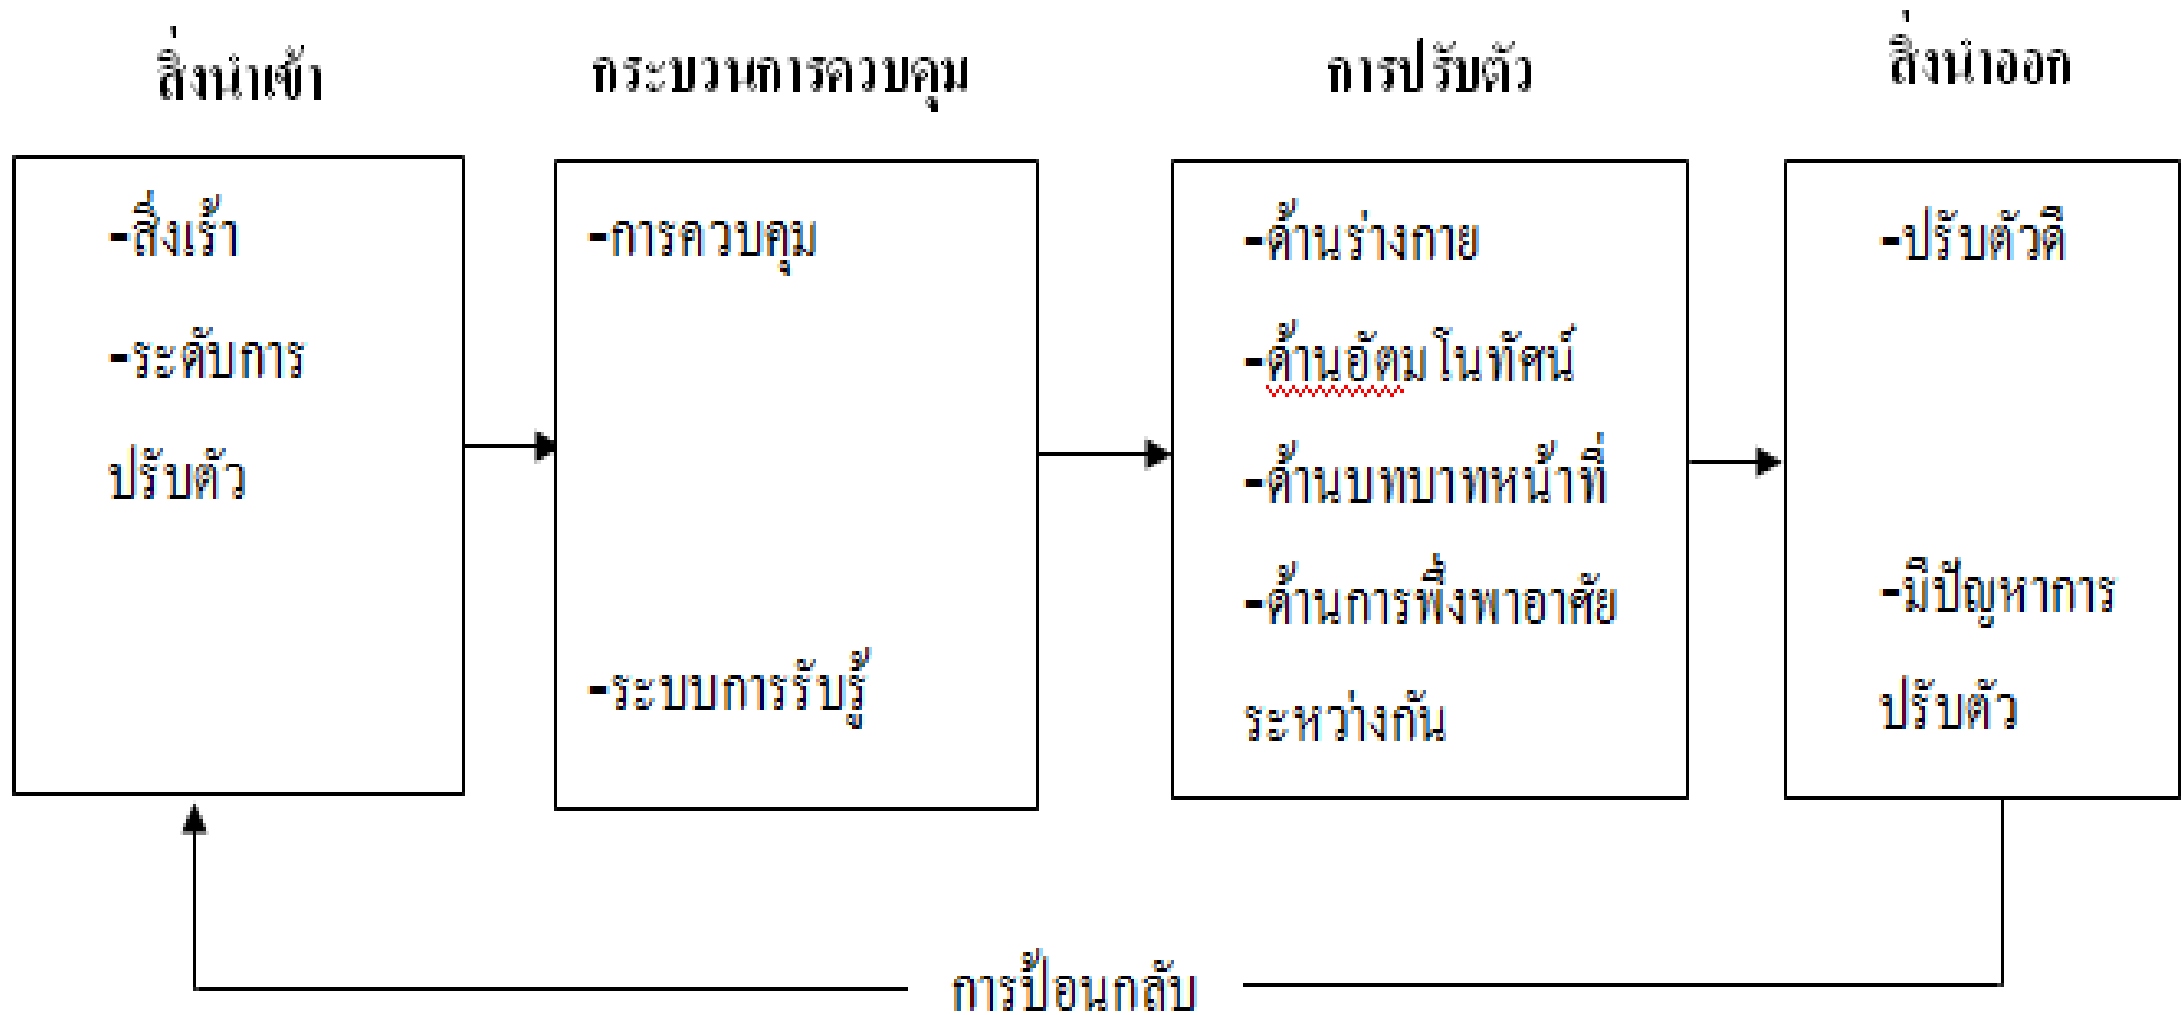 สิ่งนำเข้า
กระบวนการควบคุม
การปรับตัว
สิ่งนำออก
-สิ่งเร้า
-ระดับการ
ปรับตัว
-การควบคุม
-ระบบการรับรู้
-ด้านร่างกาย
-ด้านอัตมโนทัศน์
-ด้านบทบาทหน้าที่
-ด้านการพึ่งพาอาศัย
ระหว่างกัน
-ปรับตัวดี
-มีปัญหาการ
ปรับตัว
การป้อนกลับ